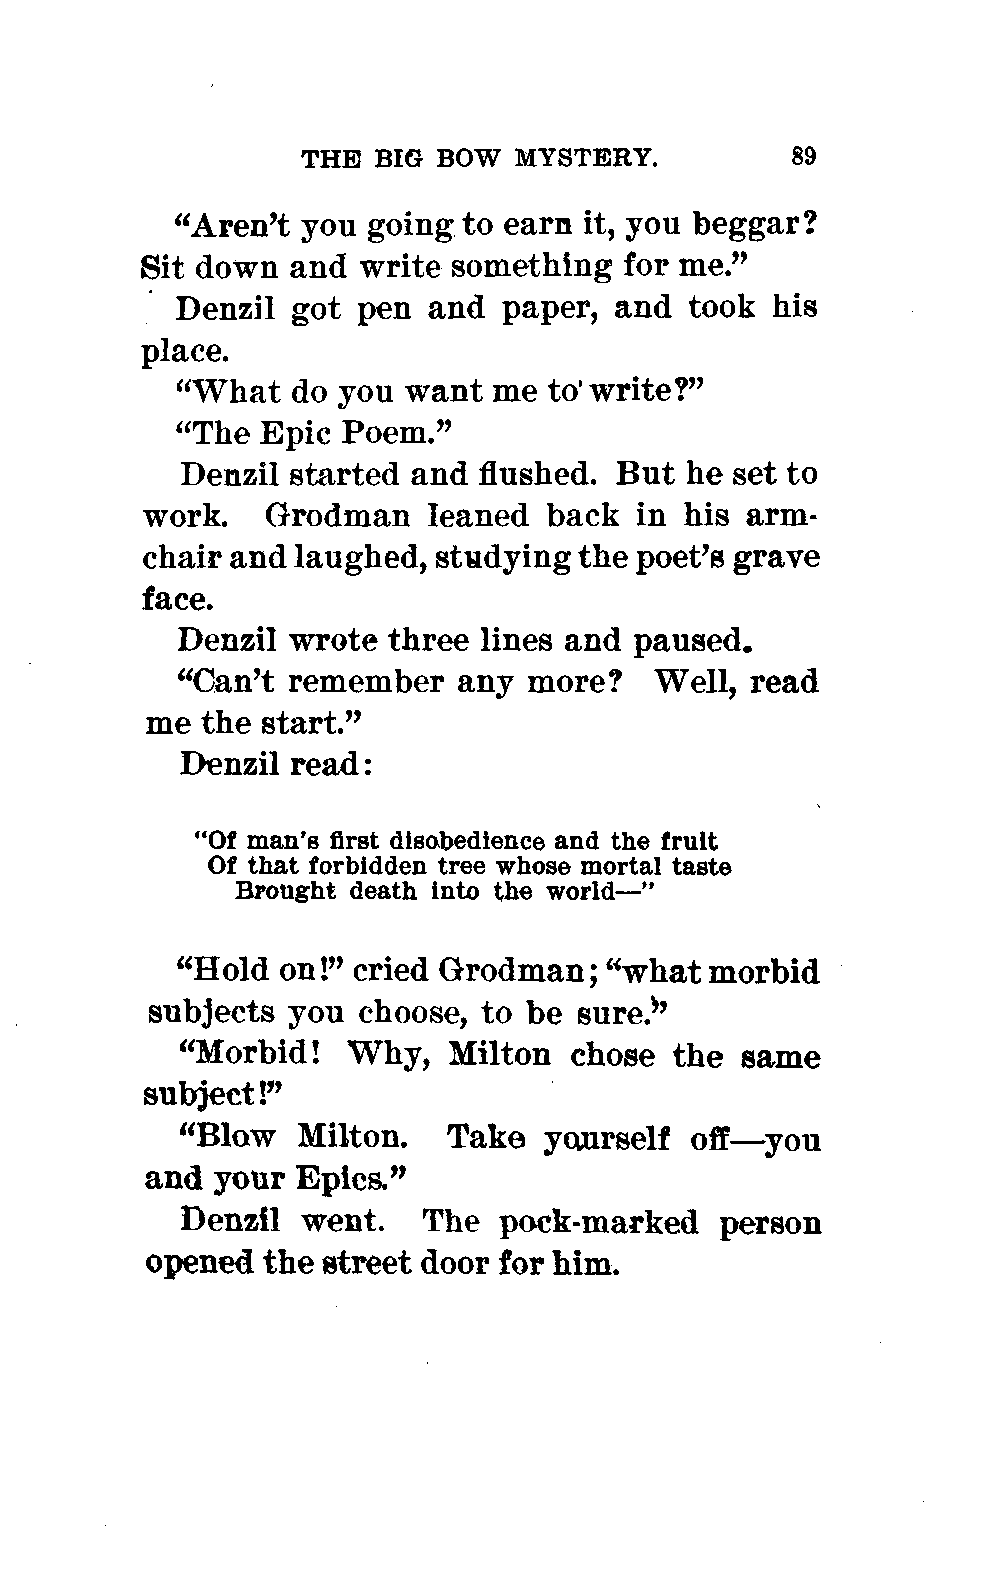 THE BIG BOW MYSTERY. 89
“Aren’t you going to earn it, you beggar?
Sit down and write something for me.”
Denzil got pen and paper, and took his
place.
“What do you want me to write?”
“The Epic Poem.”
Denzil started and flushed. But he set to
work. Grodman leaned back in his arm-
chair and laughed, studying the poet’s grave
face.
Denzil wrote three lines and paused.
“Can’t remember any more? Well, read
me the start.”
Denzil read:
“Of man’s first disobedience and the fruit
Of that forbidden tree whose mortal taste
Brought death into the world—”
“Hold on!” cried Grodman; “what morbid
subjects you choose, to be sure.”
“Morbid! Why, Milton chose the same
subject!”
“Blow Milton. Take yourself off—you
and your Epics.”
Denzil went. The pock-marked person
opened the street door for him.